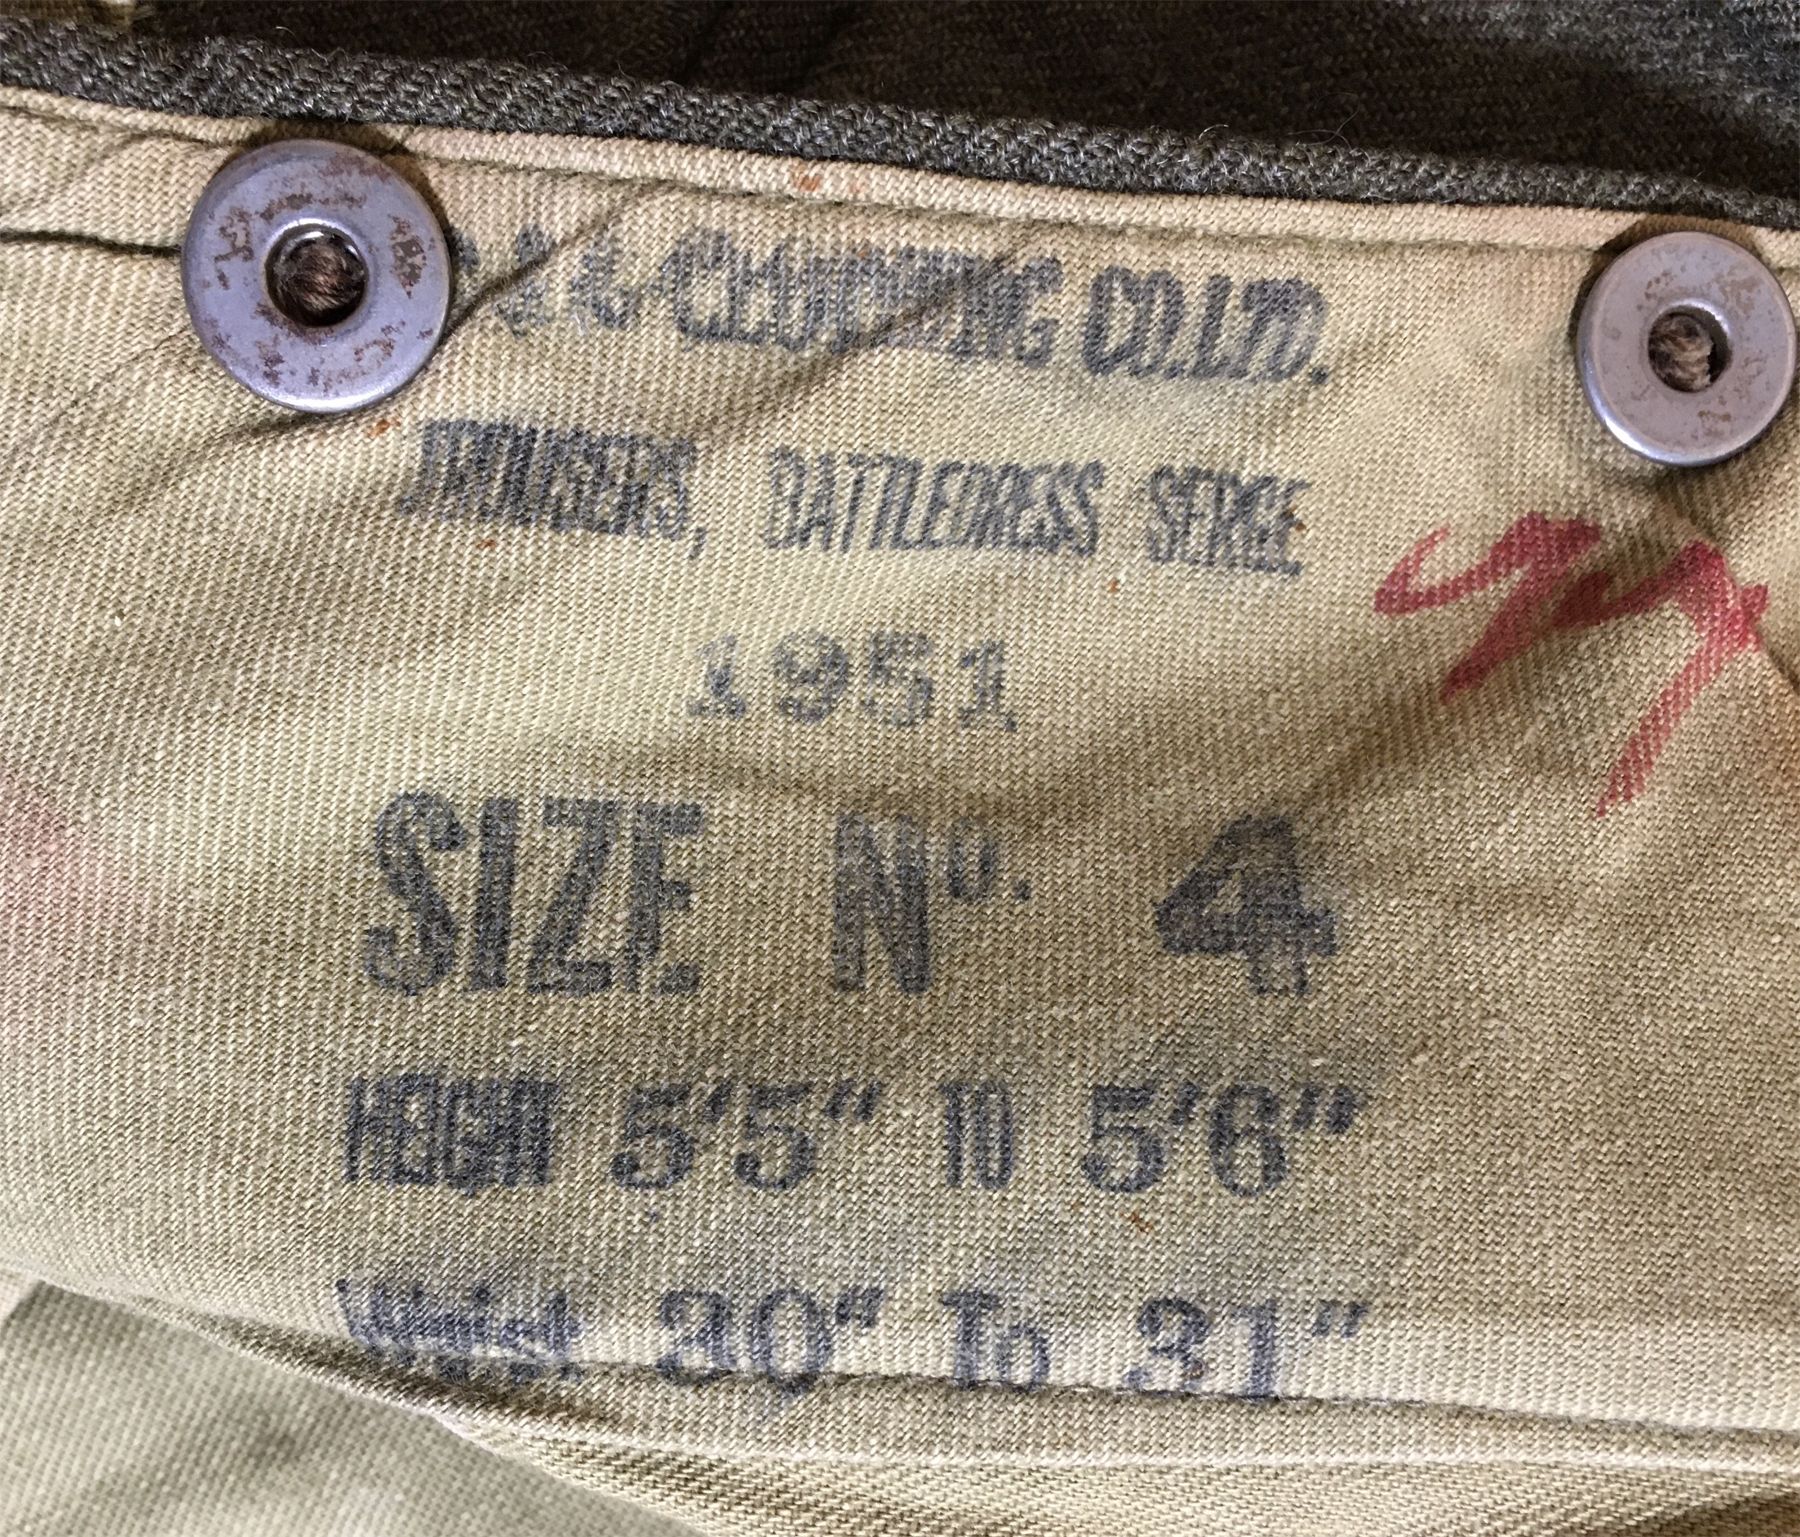 CLOTHING CO. LTD.
TROUSERS, BATTLEDRESS SERGE
1951
SIZE No. 4
HEIGHT 5'5" TO 5'6"
Waist 30" To 31"